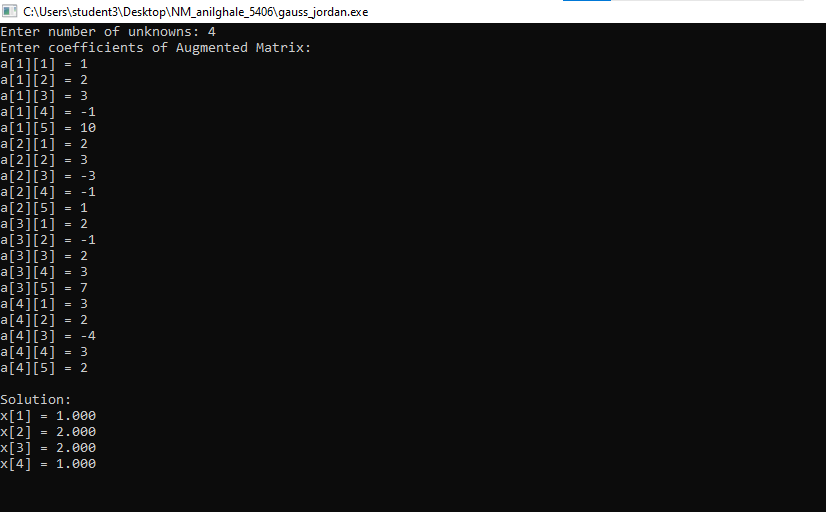 C:\Users\student3\Desktop\NM_anilghale_5406\gauss_jordan.exe
Enter number of unknowns: 4
Enter coefficients of Augmented Matrix:
a[1][1] = 1
a[1][2] = 2
a[1][3] = 3
a[1][4] = -1
a[1][5] = 10
a[2][1] = 2
a[2][2] = 3
a[2][3] = -3
a[2][4] = -1
a[2][5] = 1
a[3][1] = 2
a[3][2] = -1
a[3][3] = 2
a[3][4] = 3
a[3][5] = 7
a[4][1] = 3
a[4][2] = 2
a[4][3] = -4
a[4][4] = 3
a[4][5] = 2
Solution:
x[1] = 1.000
x[2] = 2.000
x[3] = 2.000
x[4] = 1.000